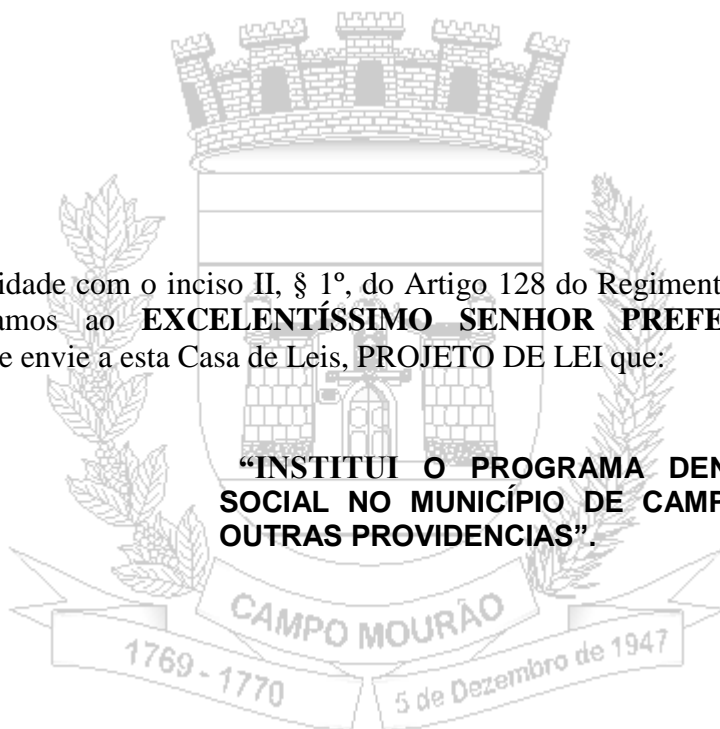 idade com o inciso II, § 1º, do Artigo 128 do Regiment
amos ao EXCELENTÍSSIMO SENHOR PREFE
e envie a esta Casa de Leis, PROJETO DE LEI que:
“INSTITUI O PROGRAMA DEN
SOCIAL NO MUNICÍPIO DE CAMP
OUTRAS PROVIDENCIAS”.
CAMPO MOURÃO
1769 - 1770
5 de Dezembro de 1947